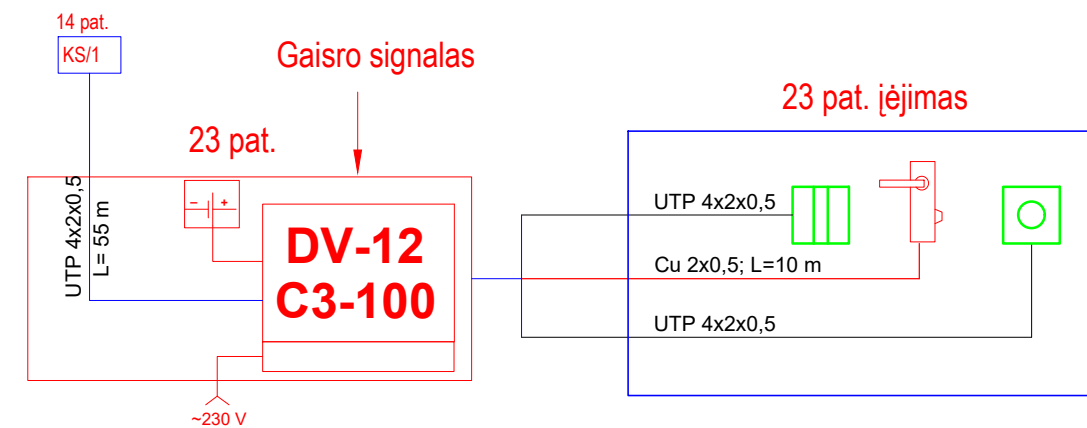 14 pat.
KS/1
Gaisro signalas
23 pat. įėjimas
23 pat.
UTP 4x2x0,5
L= 55 m
- +
DV-12
C3-100
UTP 4x2x0,5
Cu 2x0,5; L=10 m
UTP 4x2x0,5
~230 V